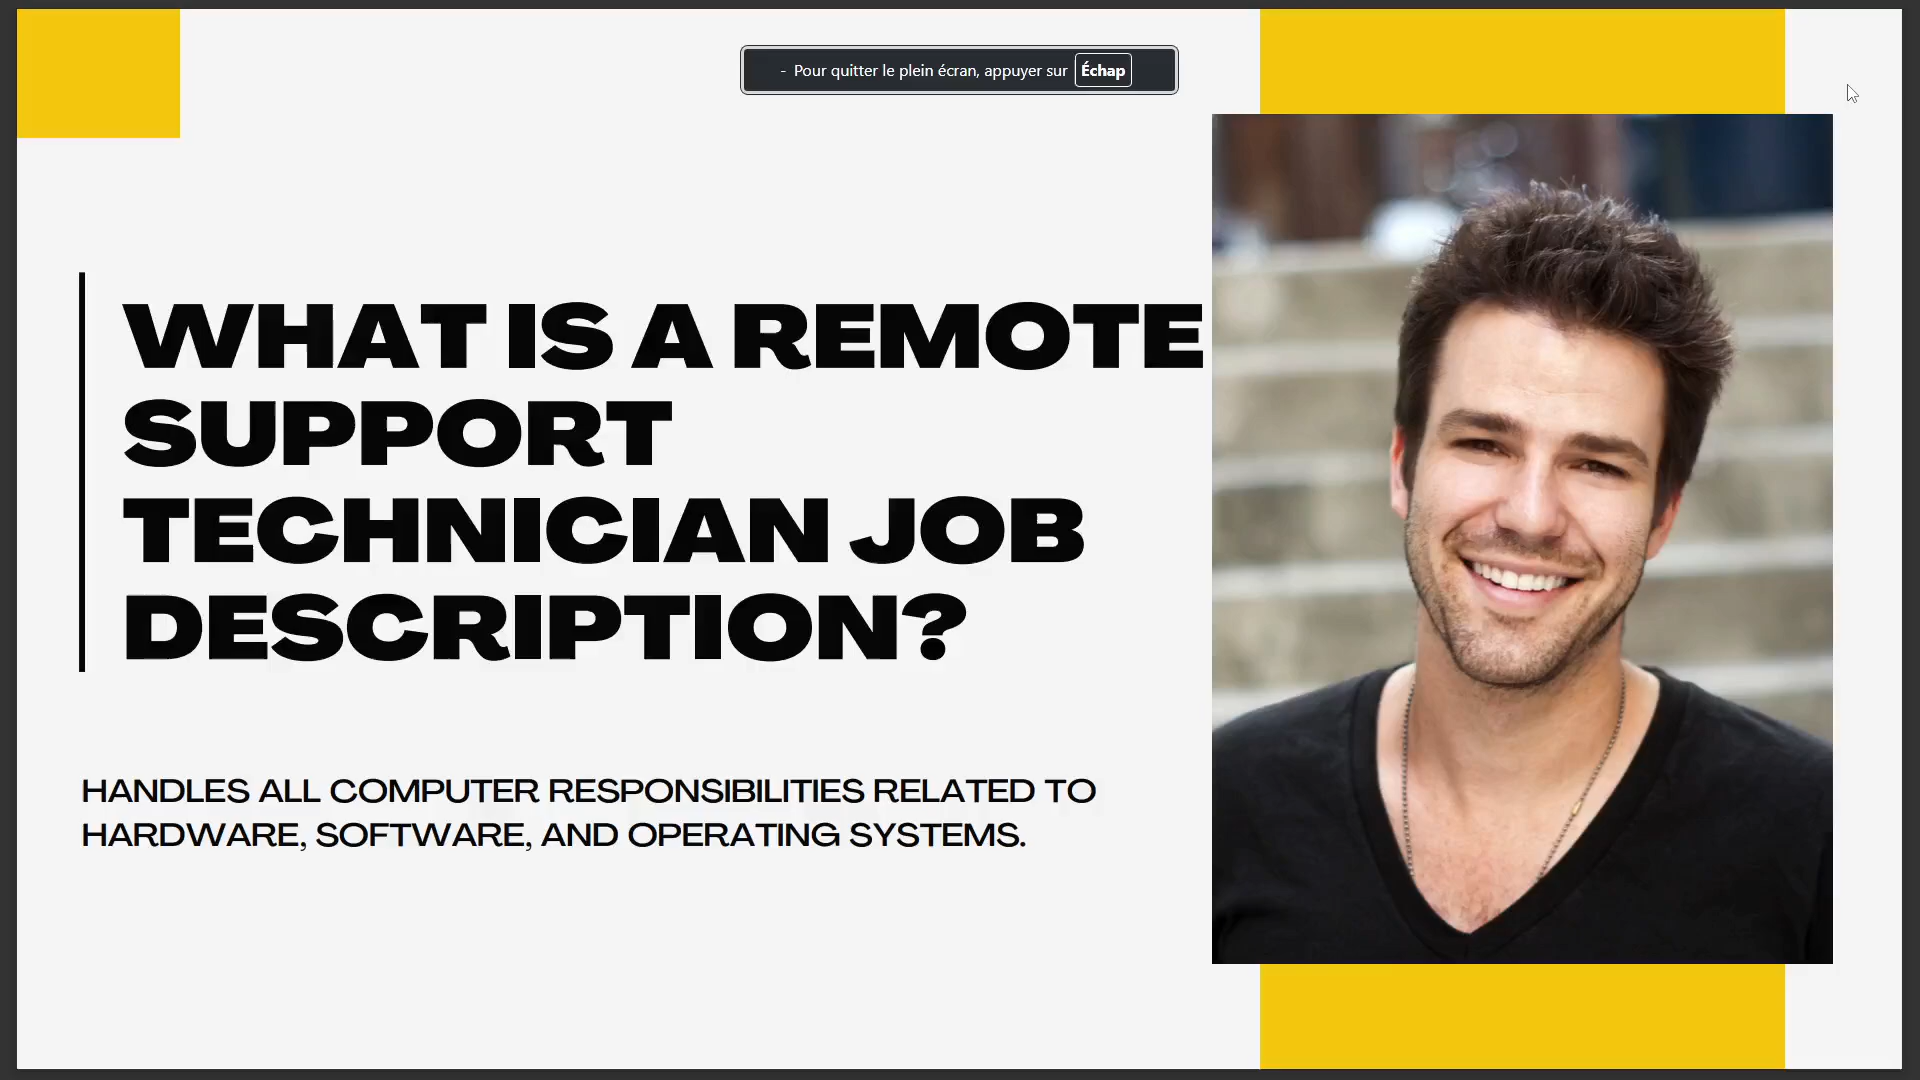 - Pour quitter le plein écran, appuyer sur Échap
WHAT IS A REMOTE
SUPPORT
TECHNICIAN JOB
DESCRIPTION?
HANDLES ALL COMPUTER RESPONSIBILITIES RELATED TO
HARDWARE, SOFTWARE, AND OPERATING SYSTEMS.